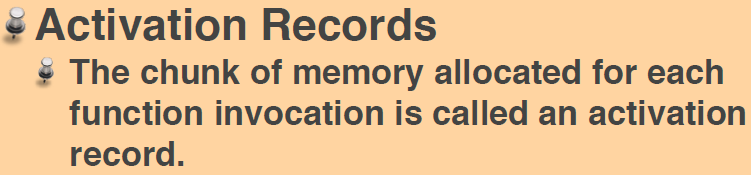 Activation Records
The chunk of memory allocated for each
function invocation is called an activation
record.